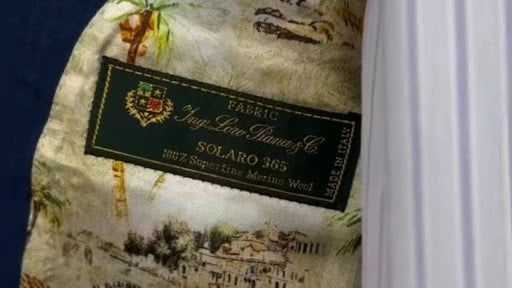 FABRIC
Ing. Loro Piana & C.
SOLARO 365
100% Superfine Merino Wool
MADE IN ITALY